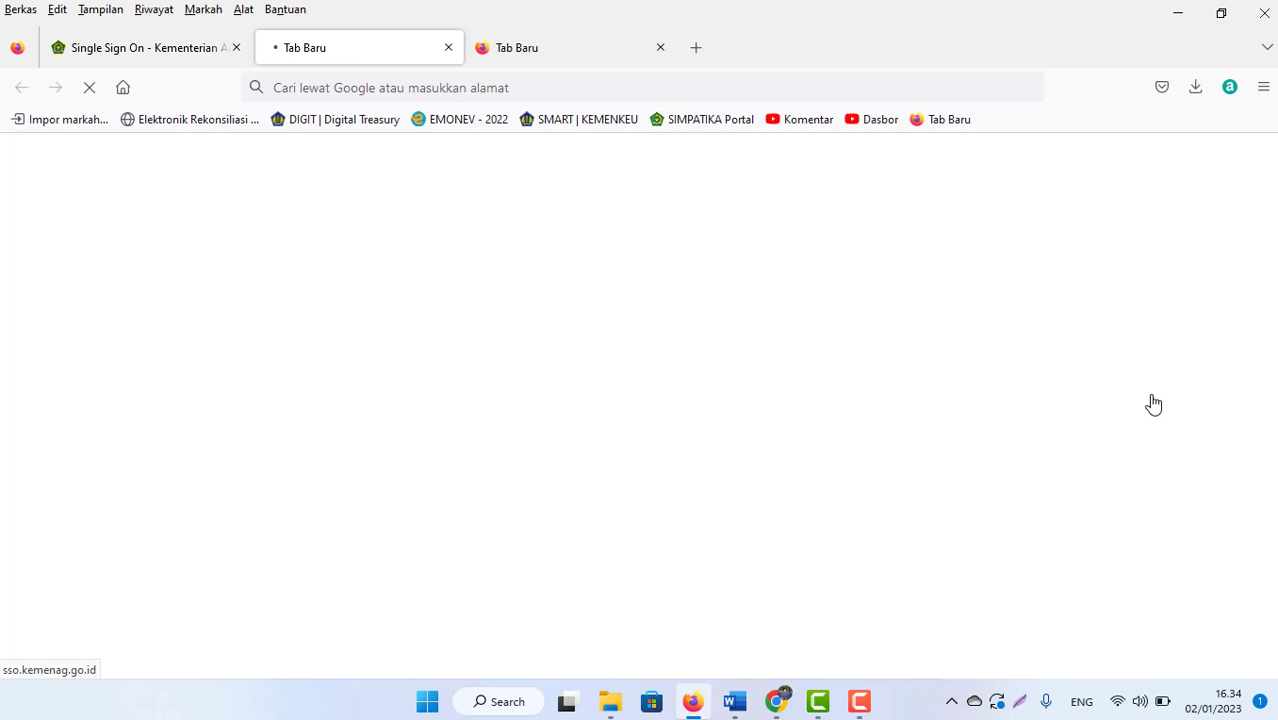 Berkas Edit Tampilan Riwayat Markah Alat Bantuan
Single Sign On - Kementerian A Tab Baru Tab Baru
Cari lewat Google atau masukkan alamat
Impor markah... Elektronik Rekonsiliasi ... DIGIT | Digital Treasury EMONEV - 2022 SMART | KEMENKEU SIMPATIKA Portal Komentar Dasbor Tab Baru
sso.kemenag.go.id
Search ENG 16.34
02/01/2023 1